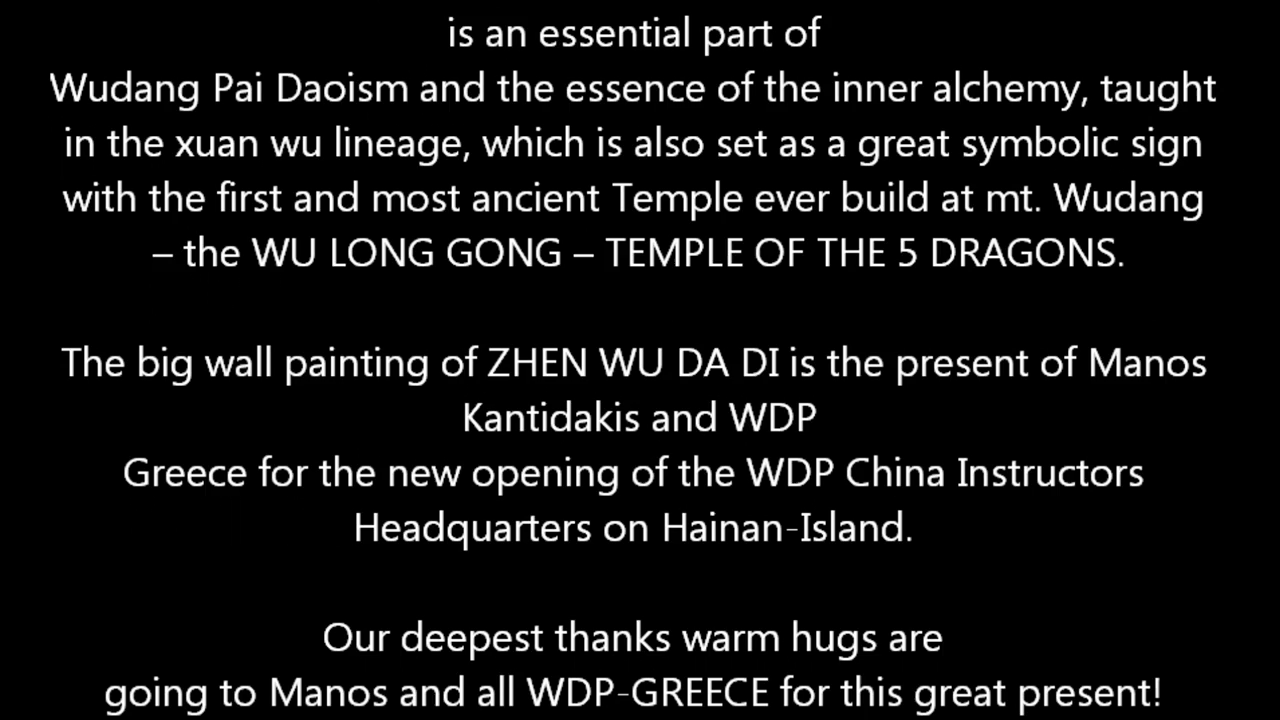 is an essential part of
Wudang Pai Daoism and the essence of the inner alchemy, taught
in the xuan wu lineage, which is also set as a great symbolic sign
with the first and most ancient Temple ever build at mt. Wudang
– the WU LONG GONG – TEMPLE OF THE 5 DRAGONS.
The big wall painting of ZHEN WU DA DI is the present of Manos
Kantidakis and WDP
Greece for the new opening of the WDP China Instructors
Headquarters on Hainan-Island.
Our deepest thanks warm hugs are
going to Manos and all WDP-GREECE for this great present!